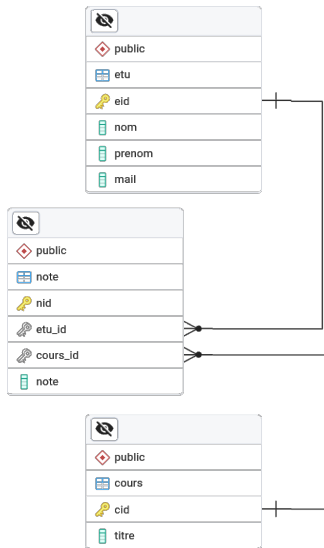 public
etu
eid
nom
prenom
mail
public
note
nid
etu_id
cours_id
note
public
cours
cid
titre